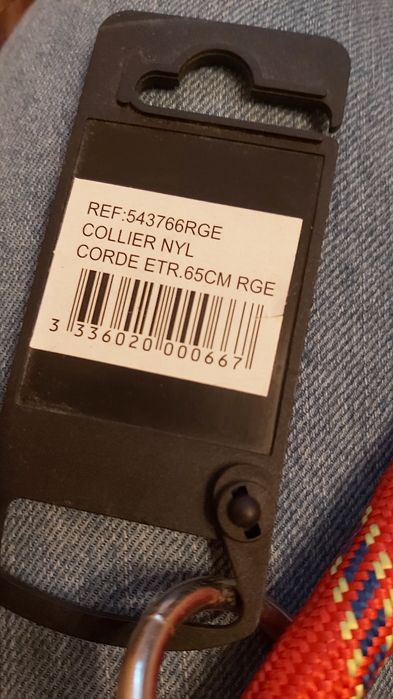 REF:543766RGE
COLLIER NYL
CORDE ETR.65CM RGE
3 336020 000667